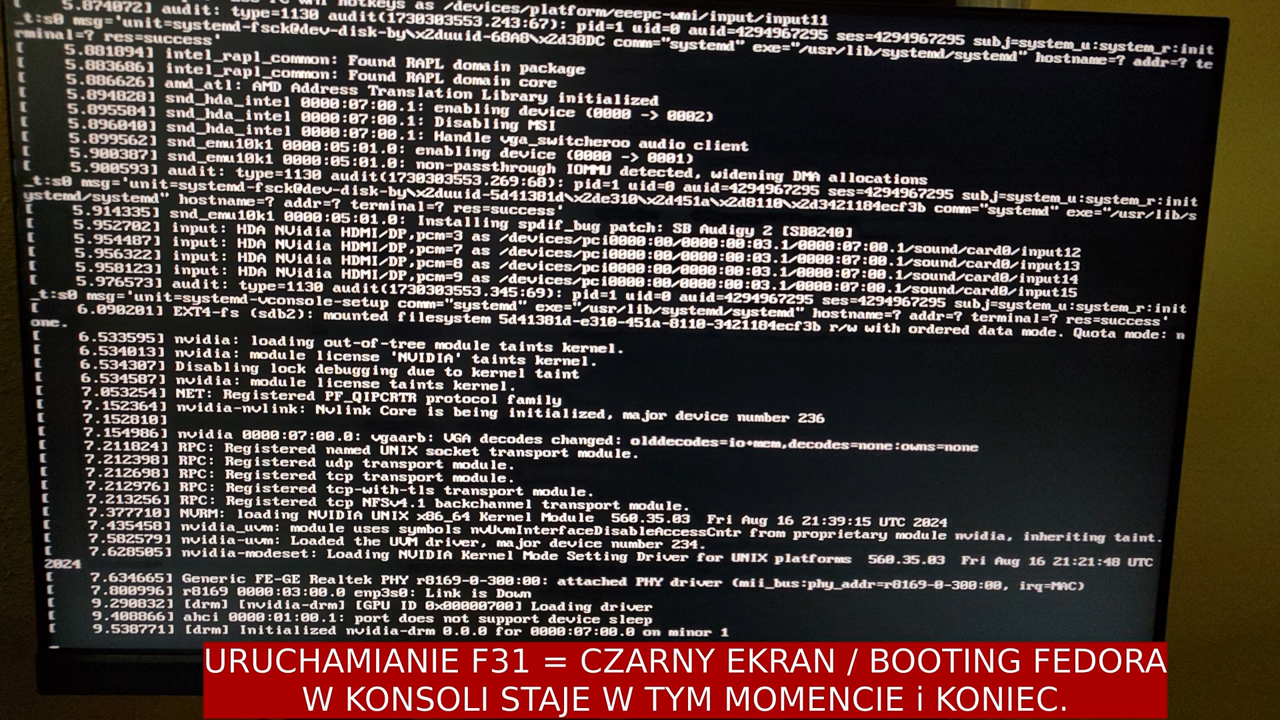 5.874072] audit: type=1130 audit(1730303553.243:67): pid=1 uid=0 auid=4294967295 ses=4294967295 subj=system_u:system_r:init
hotkeys as /devices/platform/eeepc-wmi/input/input11
_t:s0 msg='unit=systemd-fsck@dev-disk-by\x2duuid-68A8\x2d38DC comm="systemd" exe="/usr/lib/systemd/systemd" hostname=? addr=? te
rminal=? res=success'
[    5.881894] intel_rapl_common: Found RAPL domain package
[    5.883686] intel_rapl_common: Found RAPL domain core
[    5.886626] amd_atl: AMD Address Translation Library initialized
[    5.894828] snd_hda_intel 0000:07:00.1: enabling device (0000 -> 0002)
[    5.895584] snd_hda_intel 0000:07:00.1: Disabling MSI
[    5.896040] snd_hda_intel 0000:07:00.1: Handle vga_switcheroo audio client
[    5.899562] snd_emu10k1 0000:05:01.0: enabling device (0000 -> 0001)
[    5.900387] snd_emu10k1 0000:05:01.0: non-passthrough IOMMU detected, widening DMA allocations
[    5.900593] audit: type=1130 audit(1730303553.269:68): pid=1 uid=0 auid=4294967295 ses=4294967295 subj=system_u:system_r:init
_t:s0 msg='unit=systemd-fsck@dev-disk-by\x2duuid-5d41381d\x2de310\x2d451a\x2d8110\x2d3421184ecf3b comm="systemd" exe="/usr/lib/s
ystemd/systemd" hostname=? addr=? terminal=? res=success'
[    5.914335] snd_emu10k1 0000:05:01.0: Installing spdif_bug patch: SB Audigy 2 [SB0240]
[    5.952702] input: HDA NVidia HDMI/DP,pcm=3 as /devices/pci0000:00/0000:00:03.1/0000:07:00.1/sound/card0/input12
[    5.954487] input: HDA NVidia HDMI/DP,pcm=7 as /devices/pci0000:00/0000:00:03.1/0000:07:00.1/sound/card0/input13
[    5.956322] input: HDA NVidia HDMI/DP,pcm=8 as /devices/pci0000:00/0000:00:03.1/0000:07:00.1/sound/card0/input14
[    5.958123] input: HDA NVidia HDMI/DP,pcm=9 as /devices/pci0000:00/0000:00:03.1/0000:07:00.1/sound/card0/input15
[    5.976573] audit: type=1130 audit(1730303553.345:69): pid=1 uid=0 auid=4294967295 ses=4294967295 subj=system_u:system_r:init
_t:s0 msg='unit=systemd-vconsole-setup comm="systemd" exe="/usr/lib/systemd/systemd" hostname=? addr=? terminal=? res=success'
[    6.090201] EXT4-fs (sdb2): mounted filesystem 5d41381d-e310-451a-8110-3421184ecf3b r/w with ordered data mode. Quota mode: n
one.
[    6.533595] nvidia: loading out-of-tree module taints kernel.
[    6.534013] nvidia: module license 'NVIDIA' taints kernel.
[    6.534307] Disabling lock debugging due to kernel taint
[    6.534507] nvidia: module license taints kernel.
[    7.053254] NET: Registered PF_QIPCRTR protocol family
[    7.152364] nvidia-nvlink: Nvlink Core is being initialized, major device number 236
[    7.152810]
[    7.154986] nvidia 0000:07:00.0: vgaarb: VGA decodes changed: olddecodes=io+mem,decodes=none:owns=none
[    7.211824] RPC: Registered named UNIX socket transport module.
[    7.212398] RPC: Registered udp transport module.
[    7.212698] RPC: Registered tcp transport module.
[    7.212976] RPC: Registered tcp-with-tls transport module.
[    7.213256] RPC: Registered tcp NFSv4.1 backchannel transport module.
[    7.377710] NVRM: loading NVIDIA UNIX x86_64 Kernel Module  560.35.03  Fri Aug 16 21:39:15 UTC 2024
[    7.435458] nvidia_uvm: module uses symbols nvUvmInterfaceDisableAccessCntr from proprietary module nvidia, inheriting taint.
[    7.582579] nvidia-uvm: Loaded the UVM driver, major device number 234.
[    7.628505] nvidia-modeset: Loading NVIDIA Kernel Mode Setting Driver for UNIX platforms  560.35.03  Fri Aug 16 21:21:48 UTC
2024
[    7.634665] Generic FE-GE Realtek PHY r8169-0-300:00: attached PHY driver (mii_bus:phy_addr=r8169-0-300:00, irq=MAC)
[    7.800996] r8169 0000:03:00.0 enp3s0: Link is Down
[    9.290832] [drm] [nvidia-drm] [GPU ID 0x00000700] Loading driver
[    9.408866] ahci 0000:01:00.1: port does not support device sleep
[    9.538771] [drm] Initialized nvidia-drm 0.0.0 for 0000:07:00.0 on minor 1
URUCHAMIANIE F31 = CZARNY EKRAN / BOOTING FEDORA
W KONSOLI STAJE W TYM MOMENCIE i KONIEC.